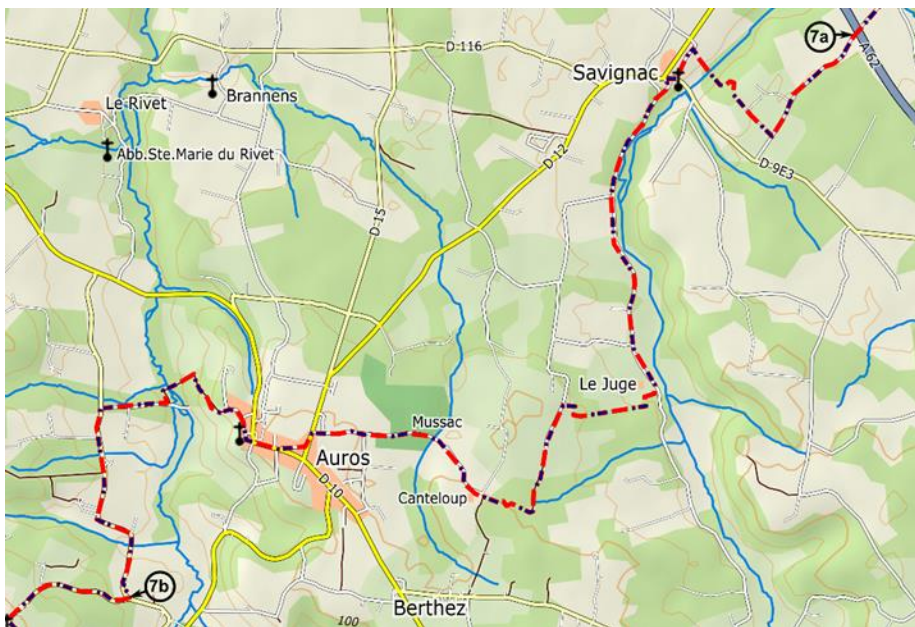 7a
A 62
D 116
Savignac
Le Rivet
Brannens
Abb.Ste.Marie du Rivet
D-12
D-9E3
D-15
Le Juge
Mussac
Auros
D-10
Canteloup
7b
Berthez
100